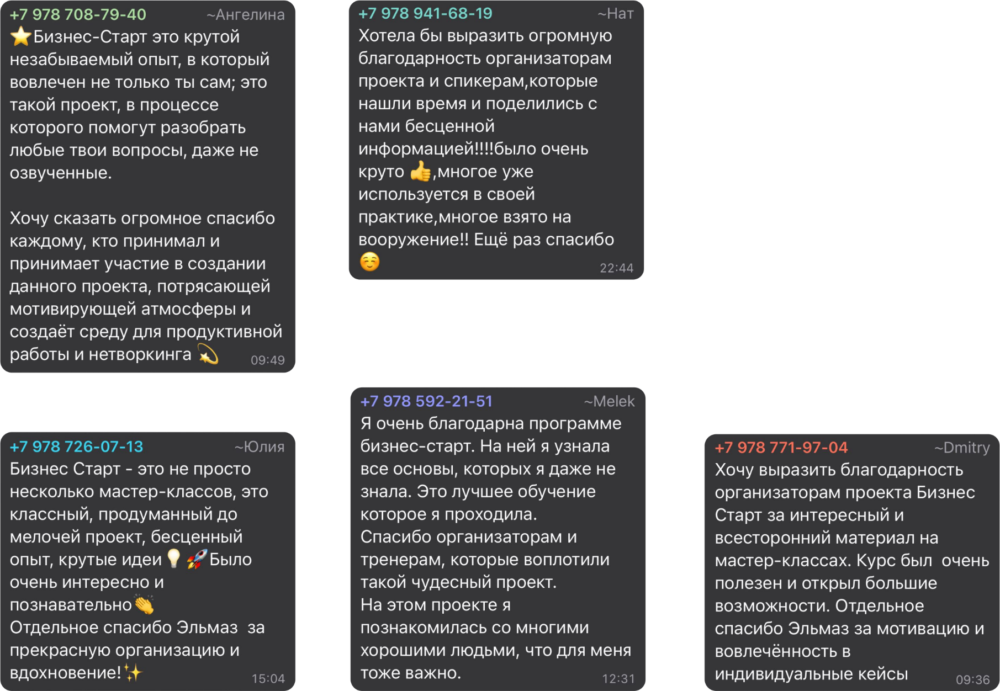 +7 978 708-79-40 ~Ангелина
⭐Бизнес-Старт это крутой
незабываемый опыт, в который
вовлечен не только ты сам; это
такой проект, в процессе
которого помогут разобрать
любые твои вопросы, даже не
озвученные.
Хочу сказать огромное спасибо
каждому, кто принимал и
принимает участие в создании
данного проекта, потрясающей
мотивирующей атмосферы и
создаёт среду для продуктивной
работы и нетворкинга 💫 09:49
+7 978 941-68-19 ~Нат
Хотела бы выразить огромную
благодарность организаторам
проекта и спикерам,которые
нашли время и поделились с
нами бесценной
информацией!!!!было очень
круто 👍,многое уже
используется в своей
практике,многое взято на
вооружение!! Ещё раз спасибо
☺️ 22:44
+7 978 726-07-13 ~Юлия
Бизнес Старт - это не просто
несколько мастер-классов, это
классный, продуманный до
мелочей проект, бесценный
опыт, крутые идеи💡🚀Было
очень интересно и
познавательно👏
Отдельное спасибо Эльмаз  за
прекрасную организацию и
вдохновение!✨ 15:04
+7 978 592-21-51 ~Melek
Я очень благодарна программе
бизнес-старт. На ней я узнала
все основы, которых я даже не
знала. Это лучшее обучение
которое я проходила.
Спасибо организаторам и
тренерам, которые воплотили
такой чудесный проект.
На этом проекте я
познакомилась со многими
хорошими людьми, что для меня
тоже важно. 12:31
+7 978 771-97-04 ~Dmitry
Хочу выразить благодарность
организаторам проекта Бизнес
Старт за интересный и
всесторонний материал на
мастер-классах. Курс был  очень
полезен и открыл большие
возможности. Отдельное
спасибо Эльмаз за мотивацию и
вовлечённость в
индивидуальные кейсы 09:36